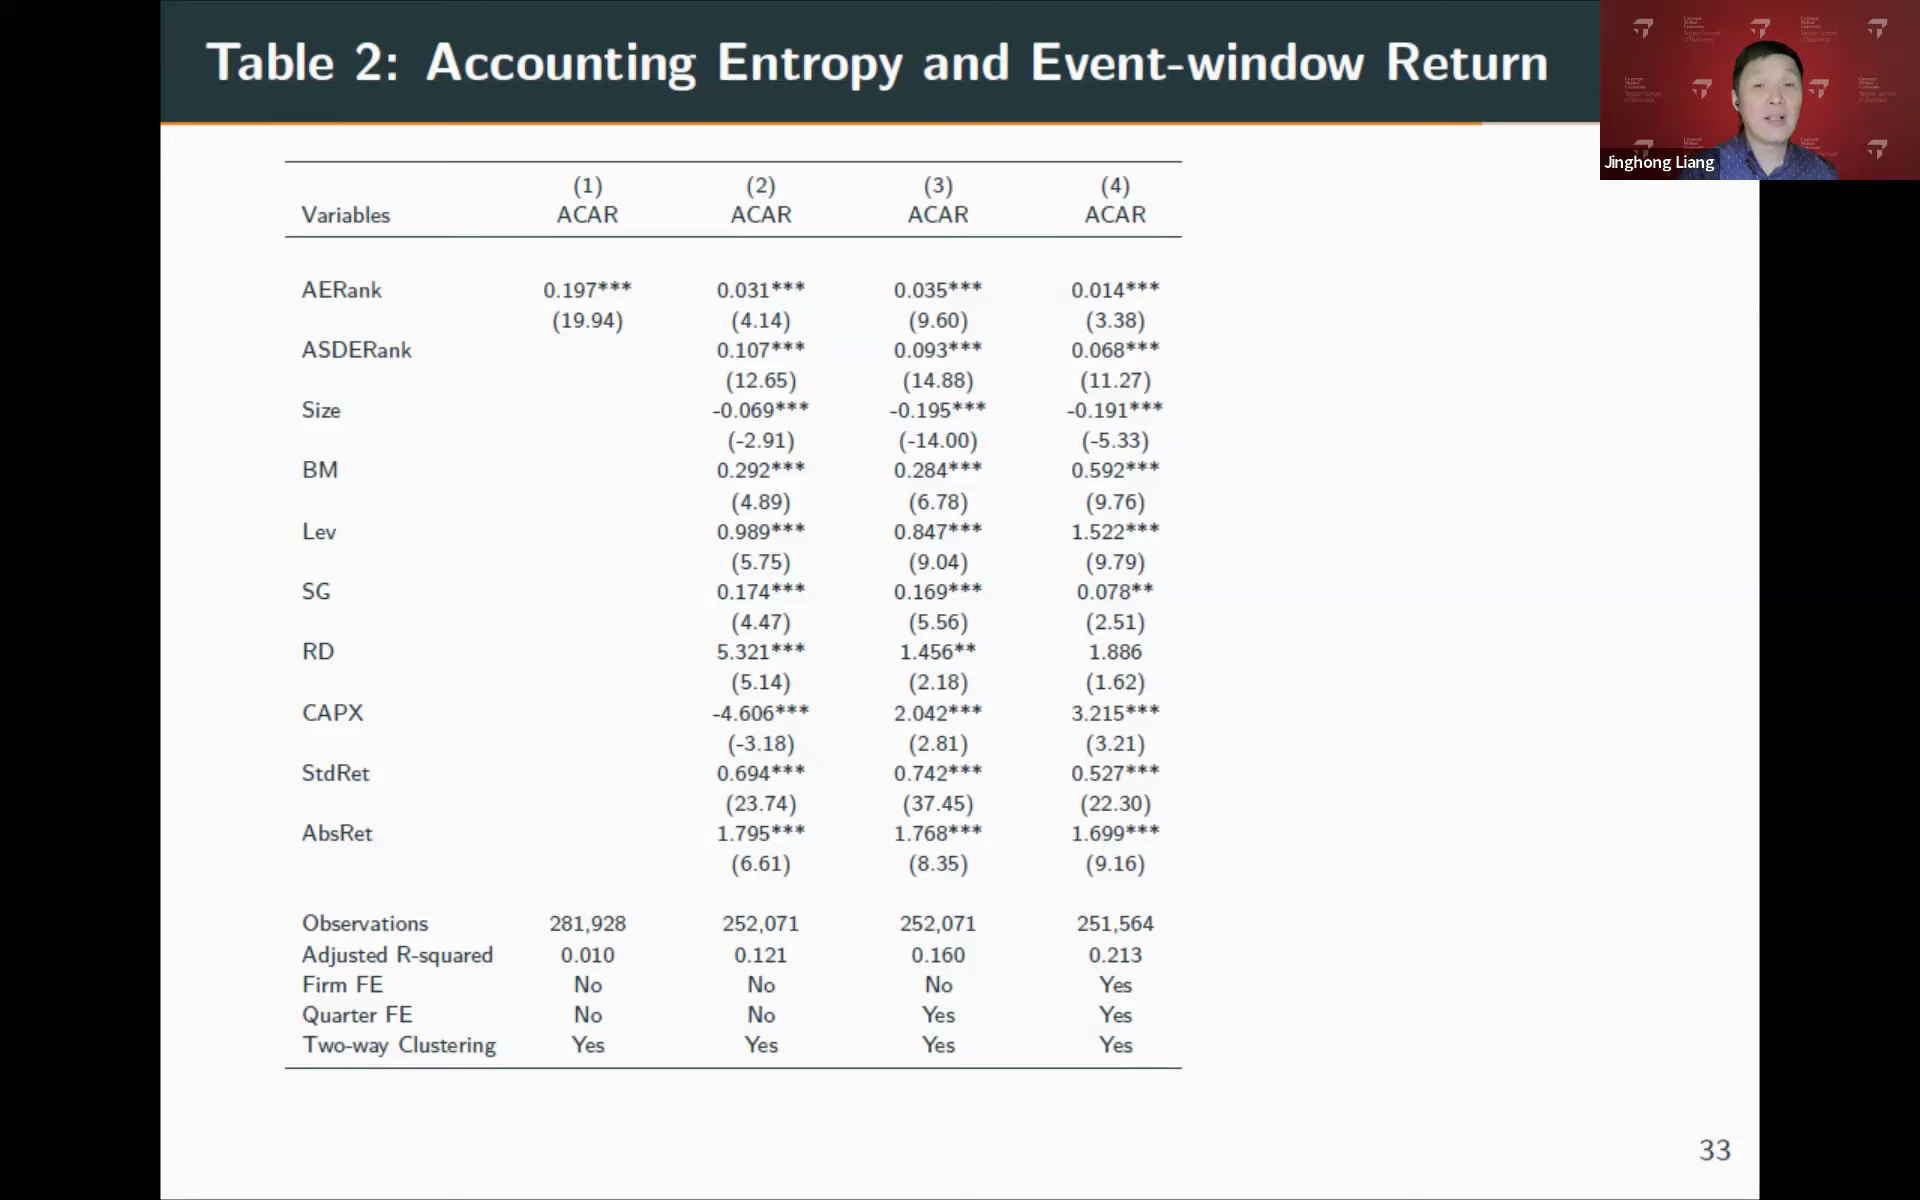 Table 2: Accounting Entropy and Event-window Return
Jinghong Liang
(1) (2) (3) (4)
Variables ACAR ACAR ACAR ACAR
AERank 0.197*** 0.031*** 0.035*** 0.014***
(19.94) (4.14) (9.60) (3.38)
ASDERank 0.107*** 0.093*** 0.068***
(12.65) (14.88) (11.27)
Size -0.069*** -0.195*** -0.191***
(-2.91) (-14.00) (-5.33)
BM 0.292*** 0.284*** 0.592***
(4.89) (6.78) (9.76)
Lev 0.989*** 0.847*** 1.522***
(5.75) (9.04) (9.79)
SG 0.174*** 0.169*** 0.078**
(4.47) (5.56) (2.51)
RD 5.321*** 1.456** 1.886
(5.14) (2.18) (1.62)
CAPX -4.606*** 2.042*** 3.215***
(-3.18) (2.81) (3.21)
StdRet 0.694*** 0.742*** 0.527***
(23.74) (37.45) (22.30)
AbsRet 1.795*** 1.768*** 1.699***
(6.61) (8.35) (9.16)
Observations 281,928 252,071 252,071 251,564
Adjusted R-squared 0.010 0.121 0.160 0.213
Firm FE No No No Yes
Quarter FE No No Yes Yes
Two-way Clustering Yes Yes Yes Yes
33